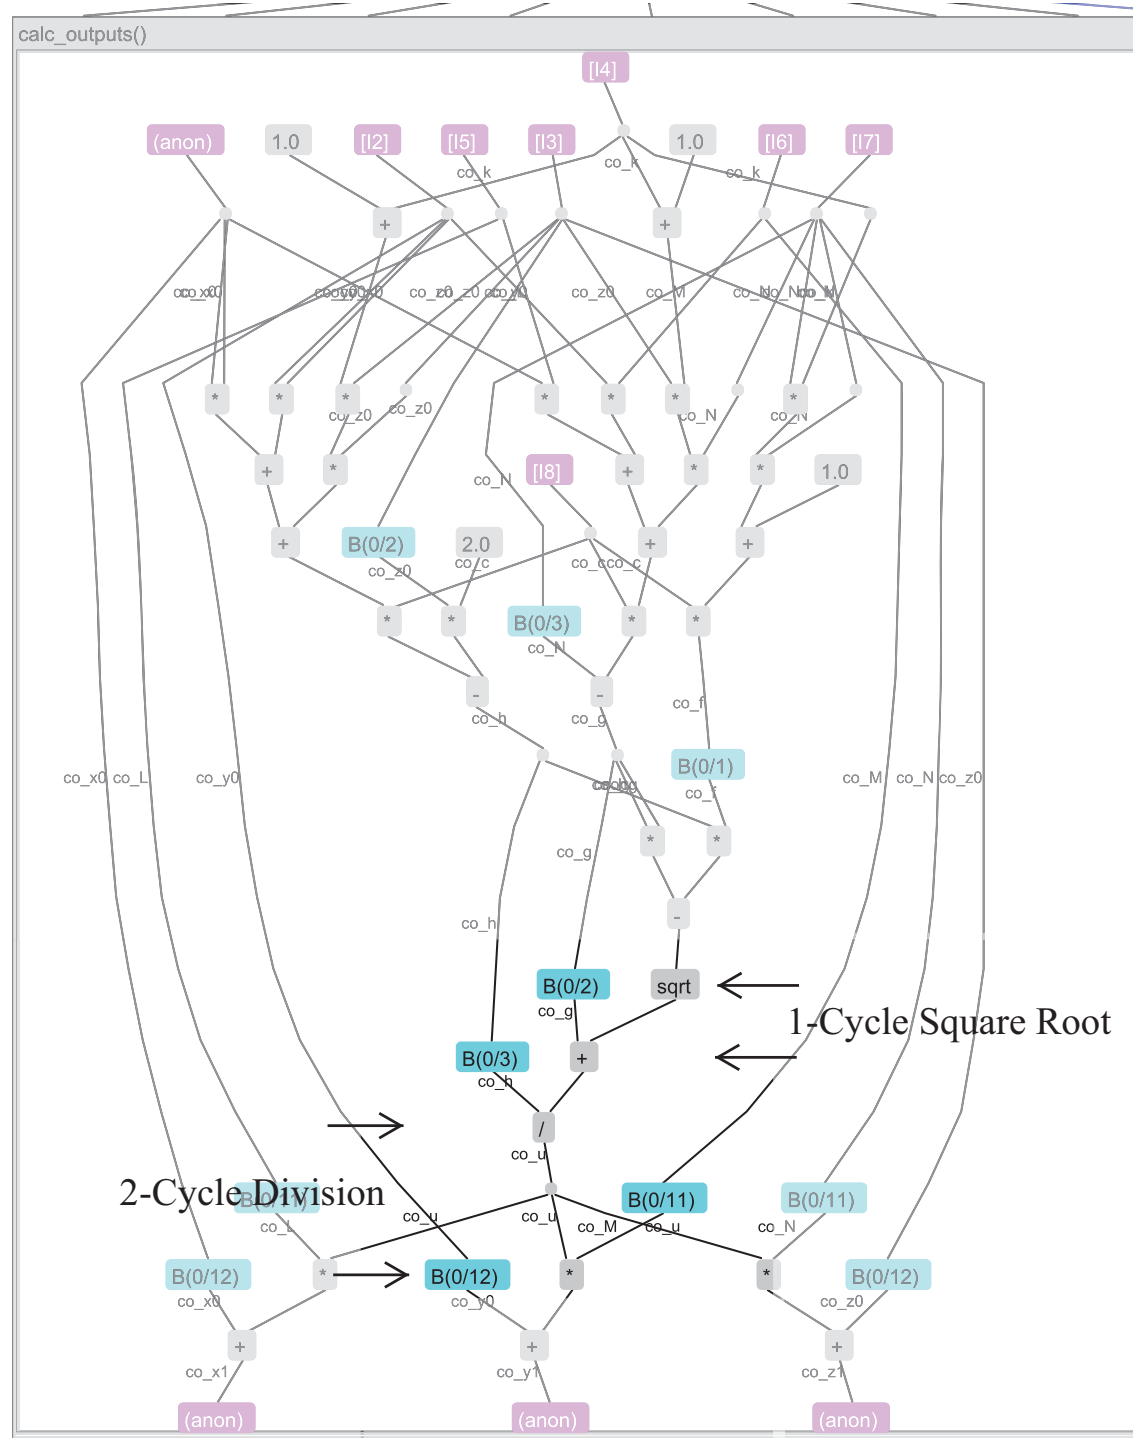 calc_outputs()
[I4]
(anon) 1.0 [I2] [I5] [I3] 1.0 [I6] [I7]
co_k co_k co_k
+ +
co_z0 co_M
* * * * * * *
co_z0 co_z0 co_N co_N
+ * [I8] + * * 1.0
co_N
+ B(0/2) 2.0 + +
co_z0 co_c co_c co_c
* * B(0/3) * *
co_N
- -
co_h co_g co_f
B(0/1)
co_x0 co_L co_y0 co_M co_N co_z0
co_f
* *
co_g
-
co_h
B(0/2) sqrt
co_g
1-Cycle Square Root
B(0/3) +
co_h
/
co_u
2-Cycle Division
B(0/11) B(0/11) B(0/11)
co_L co_u co_u co_M co_u co_N
B(0/12) * B(0/12) * * B(0/12)
co_x0 co_y0 co_z0
+ + +
co_x1 co_y1 co_z1
(anon) (anon) (anon)